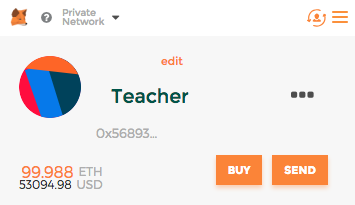 ? Private
Network
edit
Teacher
0x56893...
99.988 ETH
53094.98 USD
BUY SEND